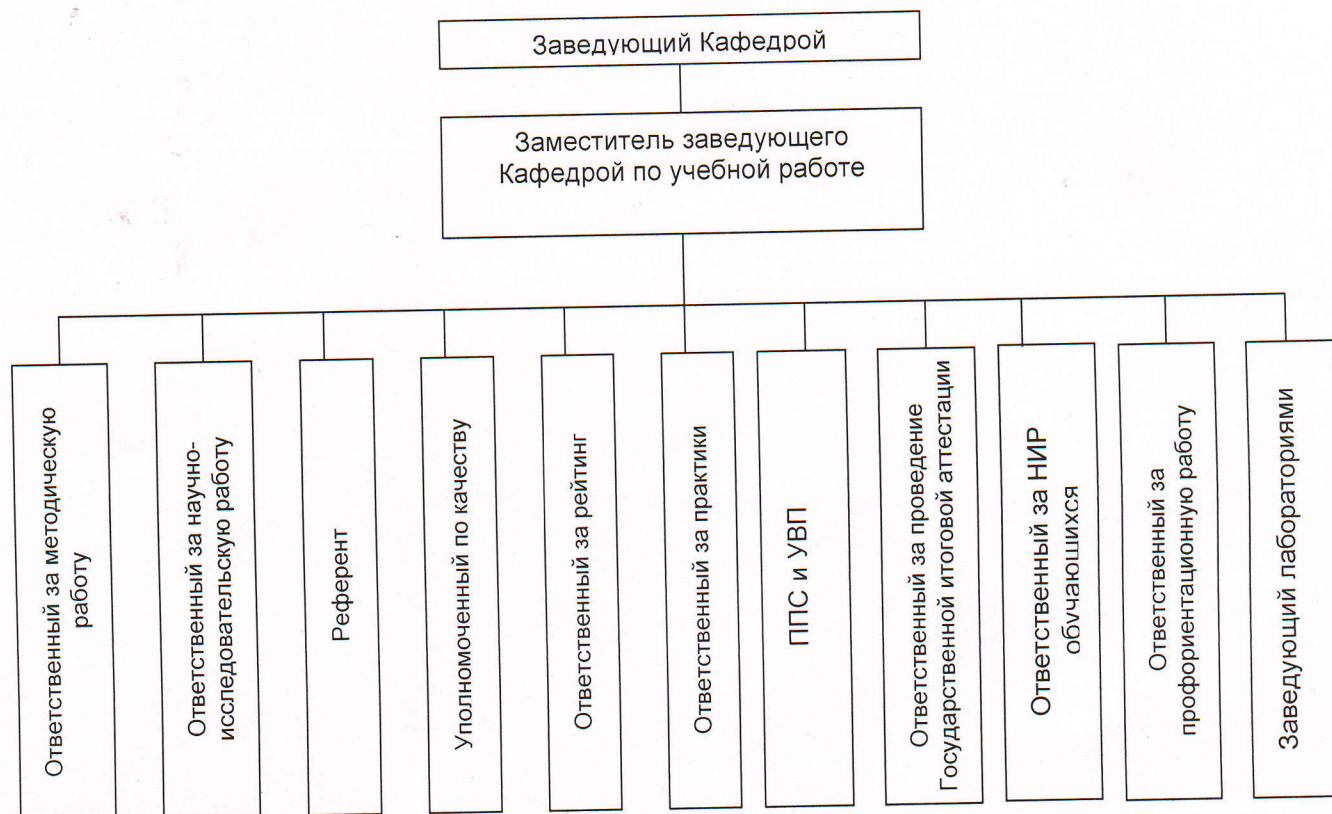 Заведующий Кафедрой
Заместитель заведующего
Кафедрой по учебной работе
Ответственный за методическую
работу
Ответственный за научно-
исследовательскую работу
Референт
Уполномоченный по качеству
Ответственный за рейтинг
Ответственный за практики
ППС и УВП
Ответственный за проведение
Государственной итоговой аттестации
Ответственный за НИР
обучающихся
Ответственный за
профориентационную работу
Заведующий лабораториями